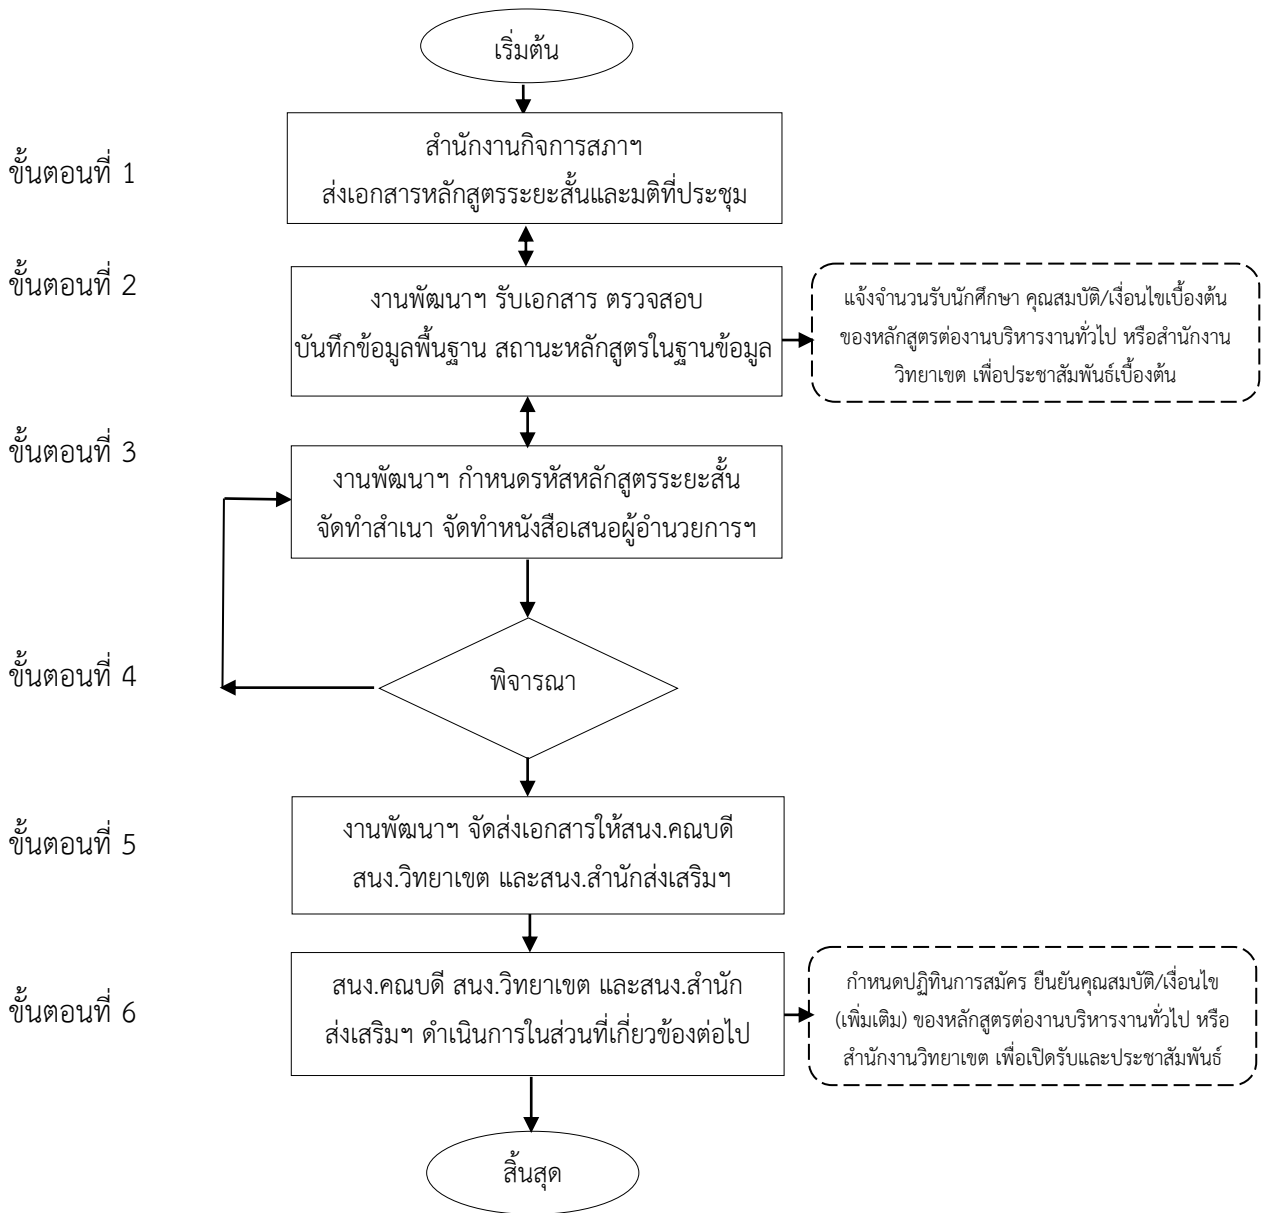 เริ่มต้น
ขั้นตอนที่ 1
สำนักงานกิจการสภาฯ
ส่งเอกสารหลักสูตรระยะสั้นและมติที่ประชุม
ขั้นตอนที่ 2
งานพัฒนาฯ รับเอกสาร ตรวจสอบ
บันทึกข้อมูลพื้นฐาน สถานะหลักสูตรในฐานข้อมูล
แจ้งจำนวนรับนักศึกษา คุณสมบัติ/เงื่อนไขเบื้องต้น
ของหลักสูตรต่องานบริหารงานทั่วไป หรือสำนักงาน
วิทยาเขต เพื่อประชาสัมพันธ์เบื้องต้น
ขั้นตอนที่ 3
งานพัฒนาฯ กำหนดรหัสหลักสูตรระยะสั้น
จัดทำสำเนา จัดทำหนังสือเสนอผู้อำนวยการฯ
ขั้นตอนที่ 4
พิจารณา
ขั้นตอนที่ 5
งานพัฒนาฯ จัดส่งเอกสารให้สนง.คณบดี
สนง.วิทยาเขต และสนง.สำนักส่งเสริมฯ
ขั้นตอนที่ 6
สนง.คณบดี สนง.วิทยาเขต และสนง.สำนัก
ส่งเสริมฯ ดำเนินการในส่วนที่เกี่ยวข้องต่อไป
กำหนดปฏิทินการสมัคร ยืนยันคุณสมบัติ/เงื่อนไข
(เพิ่มเติม) ของหลักสูตรต่องานบริหารงานทั่วไป หรือ
สำนักงานวิทยาเขต เพื่อเปิดรับและประชาสัมพันธ์
สิ้นสุด